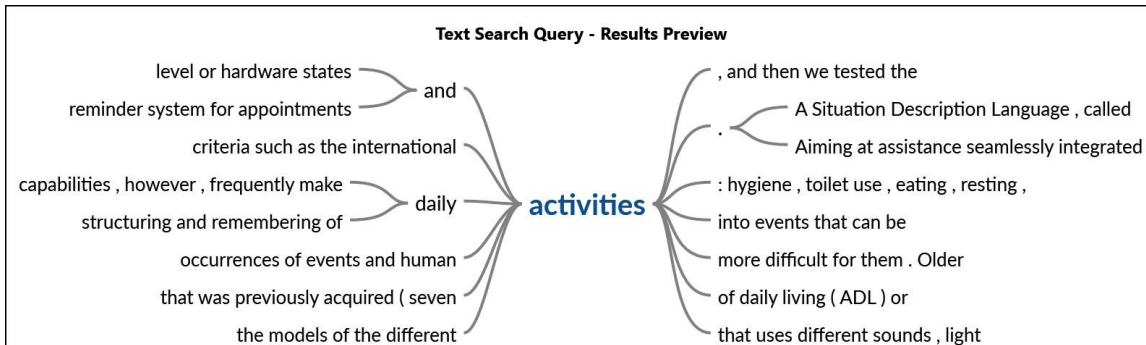 Text Search Query - Results Preview
level or hardware states
reminder system for appointments
and
criteria such as the international
capabilities , however , frequently make
structuring and remembering of
daily
occurrences of events and human
that was previously acquired ( seven
the models of the different
activities
, and then we tested the
.
A Situation Description Language , called
Aiming at assistance seamlessly integrated
: hygiene , toilet use , eating , resting ,
into events that can be
more difficult for them . Older
of daily living ( ADL ) or
that uses different sounds , light